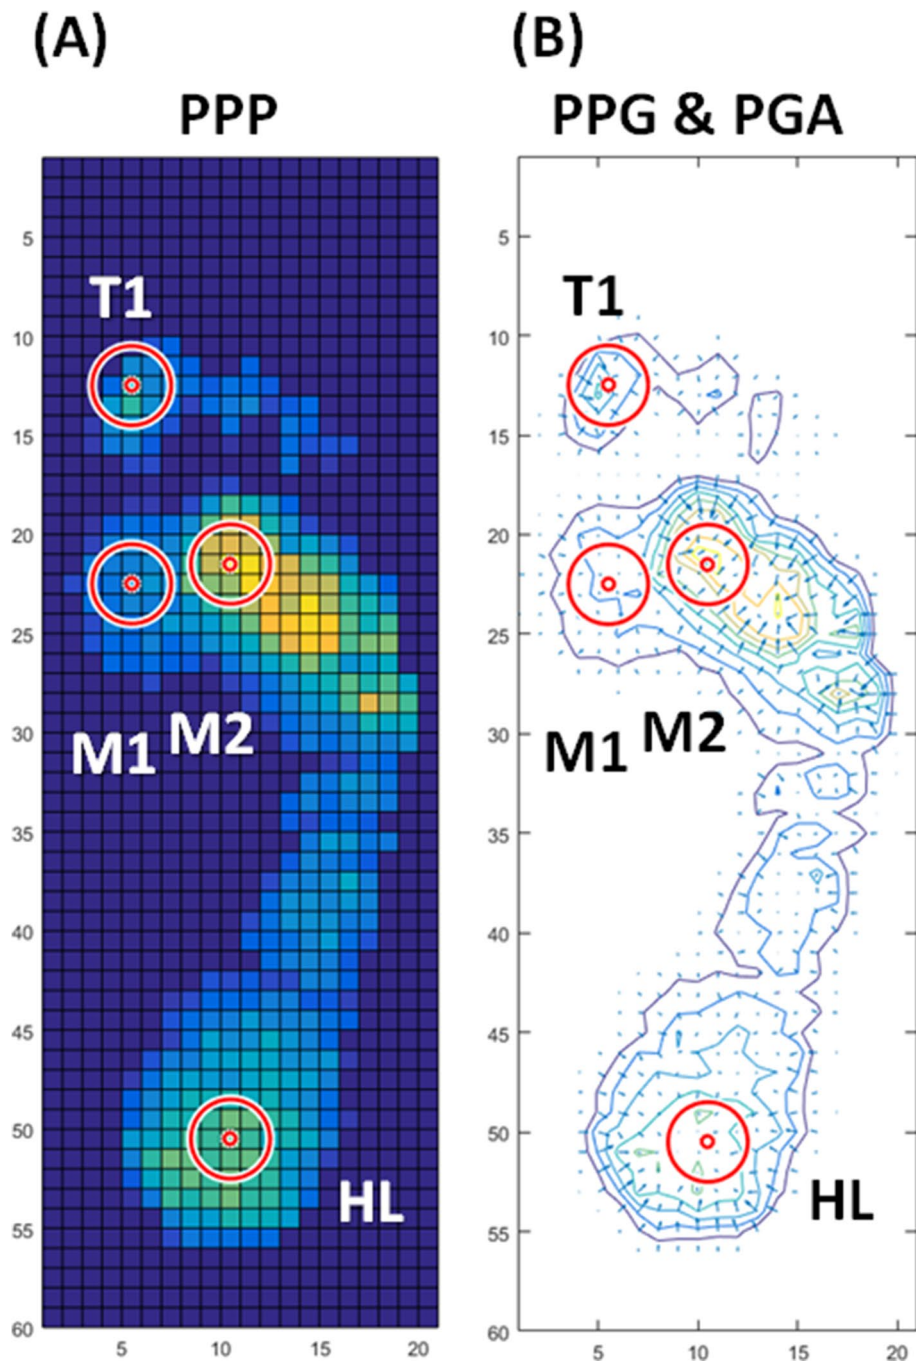 (A) (B)
PPP PPG & PGA
5 5
T1 T1
10 10
15 15
20 20
25 25
30 30
M1 M2 M1 M2
35 35
40 40
45 45
50 50
HL HL
55 55
60 60
5 10 15 20 5 10 15 20